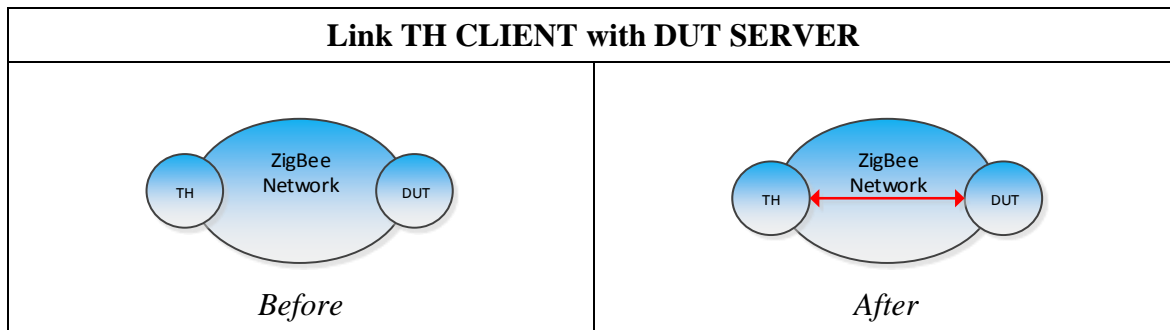 Link TH CLIENT with DUT SERVER
ZigBee
Network
TH
DUT
Before
ZigBee
Network
TH
DUT
After